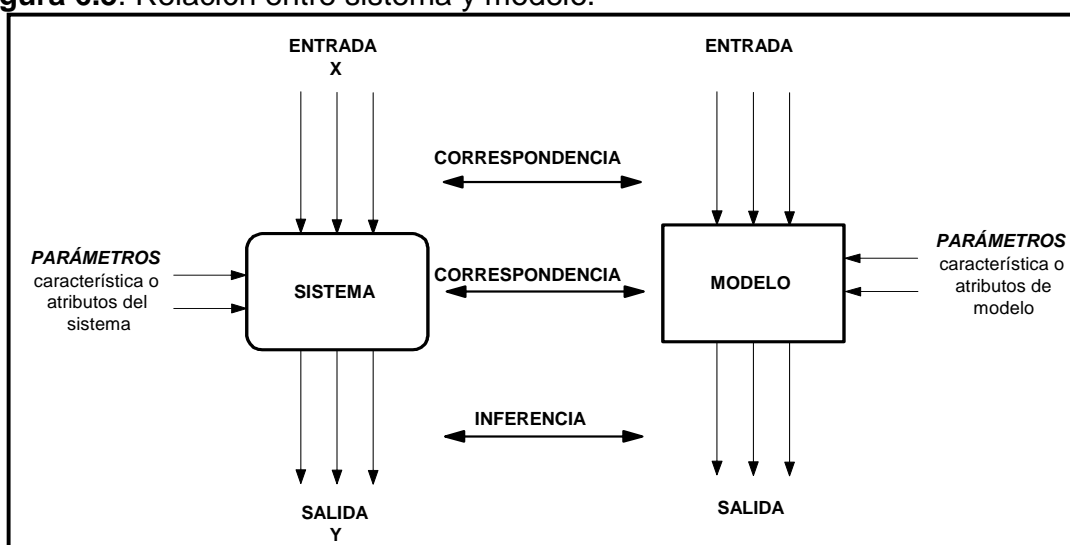 Relación entre sistema y modelo.
ENTRADA
X
ENTRADA
CORRESPONDENCIA
PARÁMETROS
característica o
atributos del
sistema
SISTEMA
CORRESPONDENCIA
MODELO
PARÁMETROS
característica o
atributos de
modelo
INFERENCIA
SALIDA
Y
SALIDA